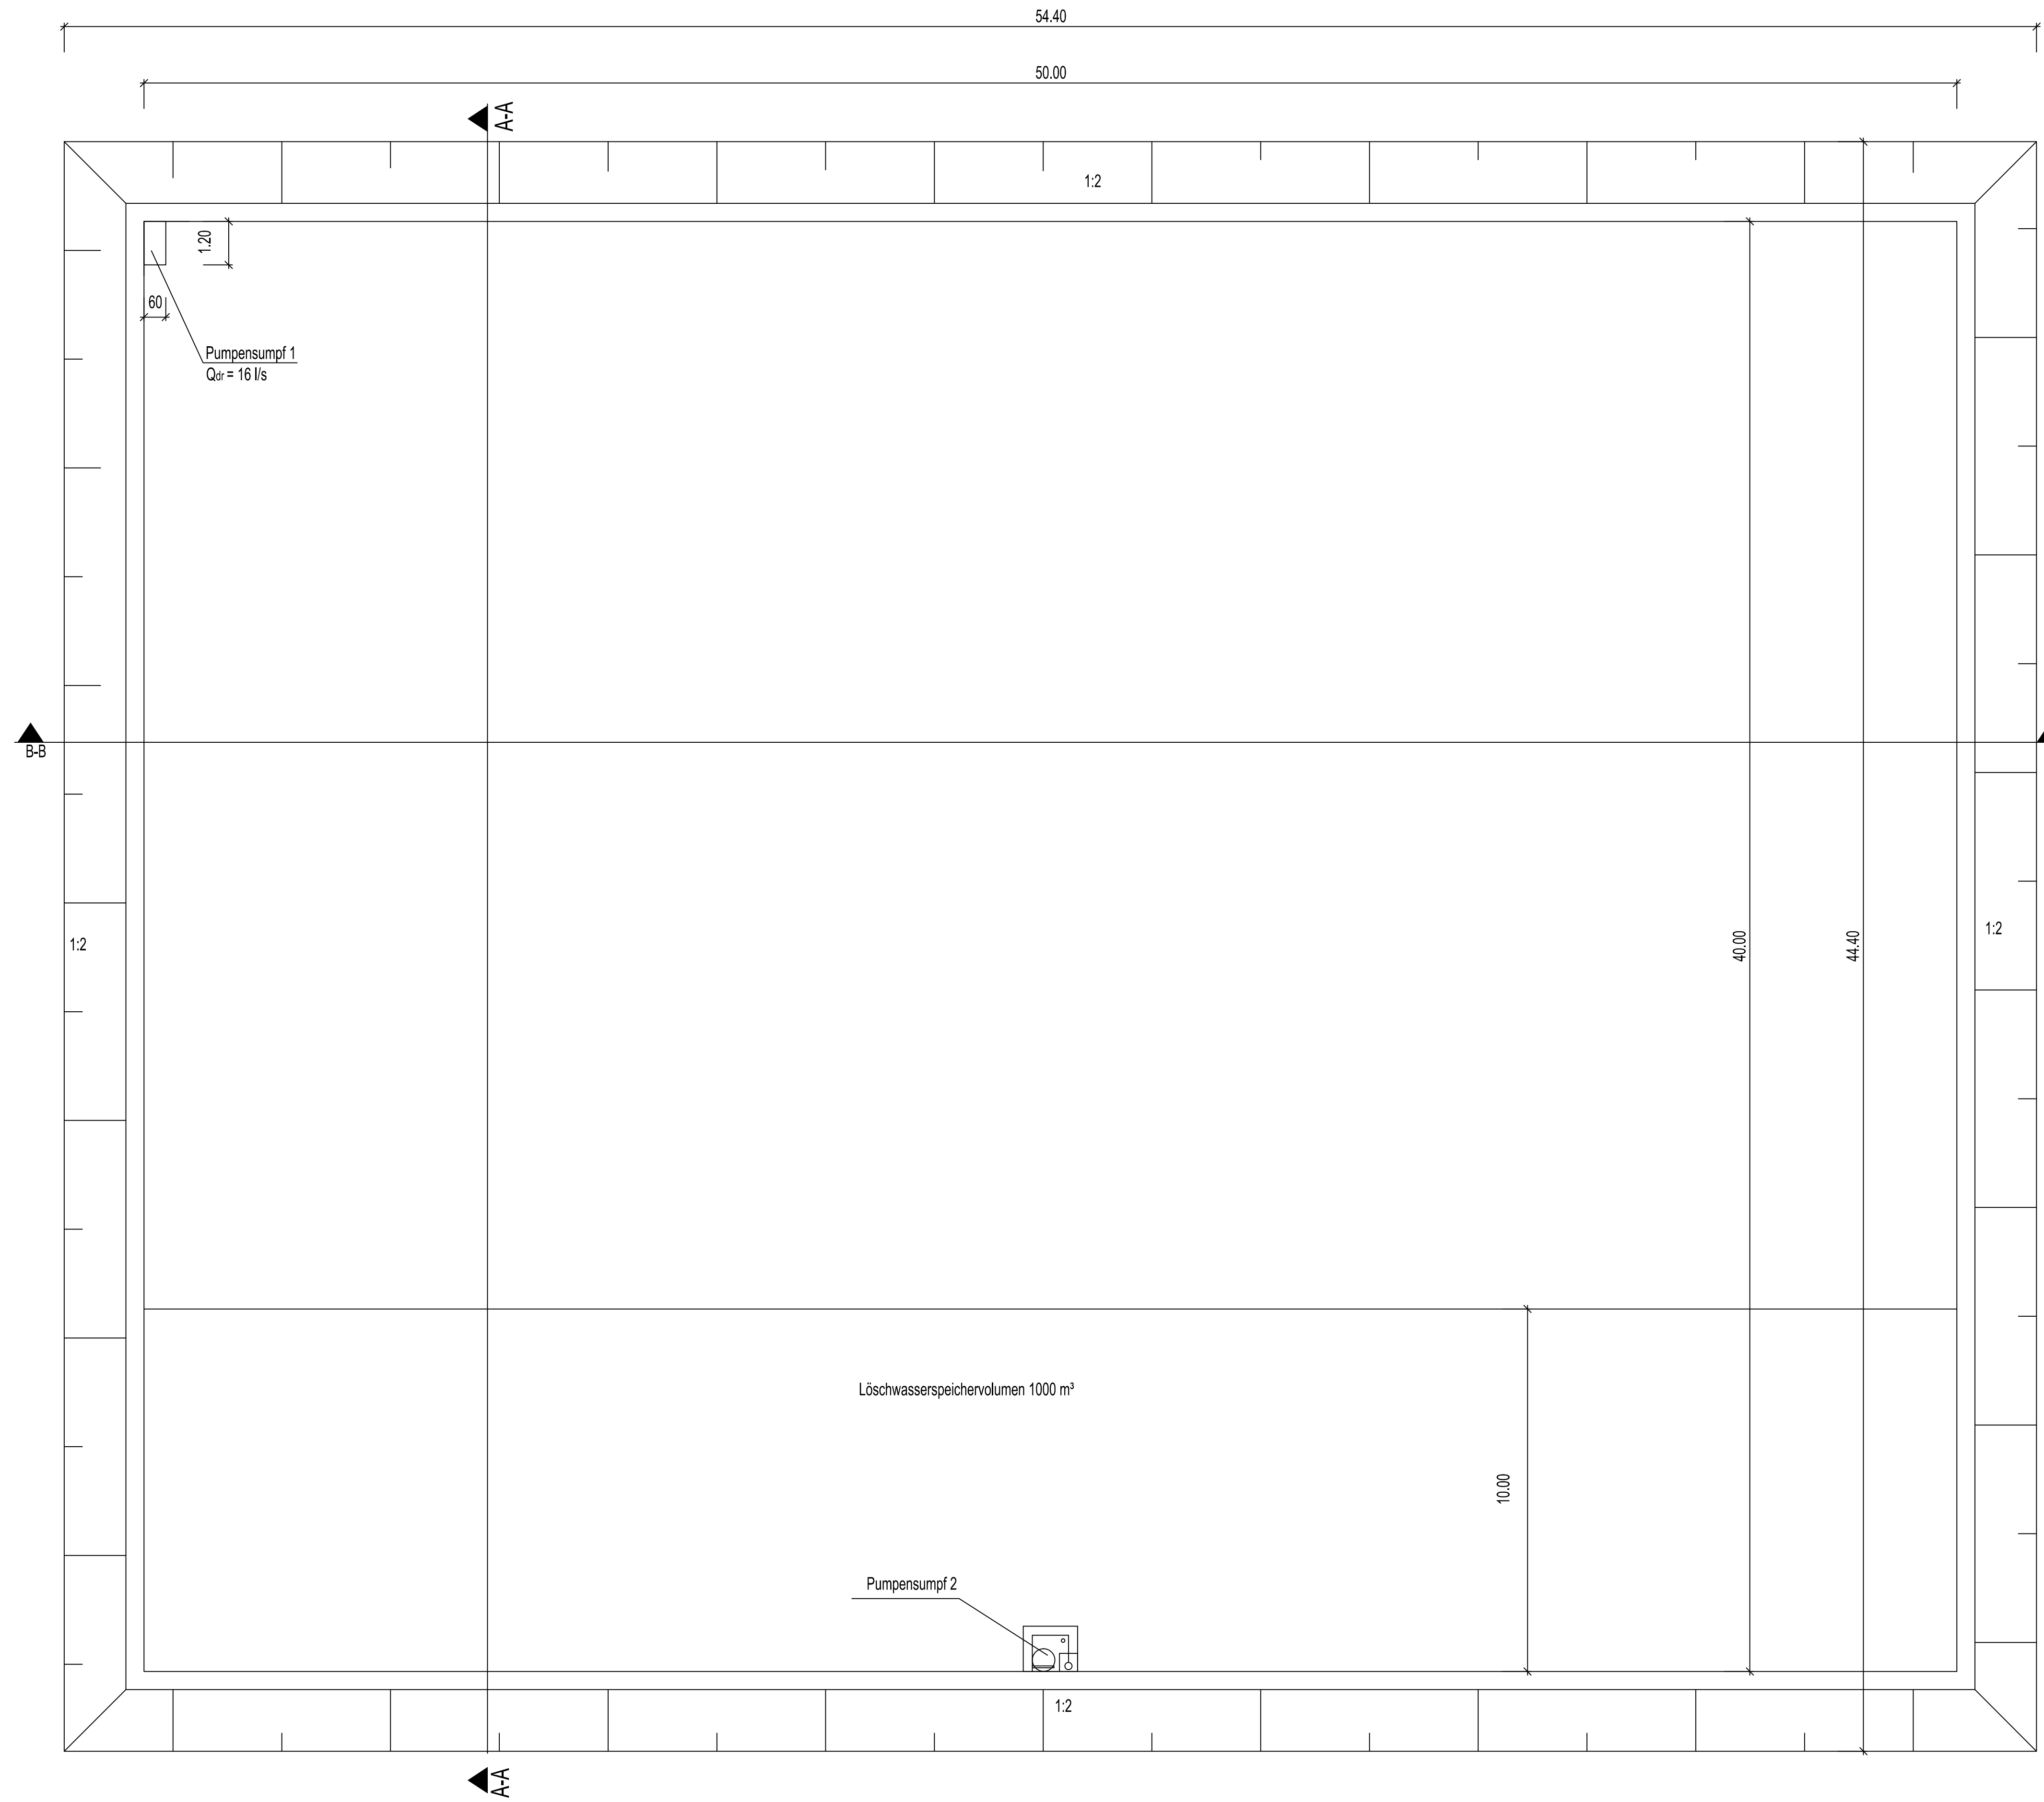 54.40
50.00
A-A
1:2
1.20
60
Pumpensumpf 1
Qdr = 16 l/s
B-B
1:2
40.00
44.40
1:2
Löschwasserspeichervolumen 1000 m³
10.00
Pumpensumpf 2
1:2
A-A